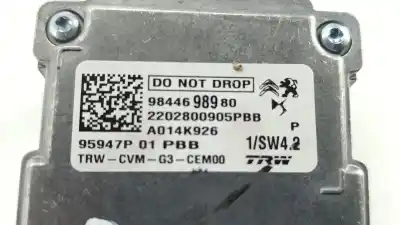 DO NOT DROP
98446 989 80
2202800905PBB
A014K926
P
95947P 01 PBB
1/SW4.2
TRW-CVM-G3-CEM00
TRW